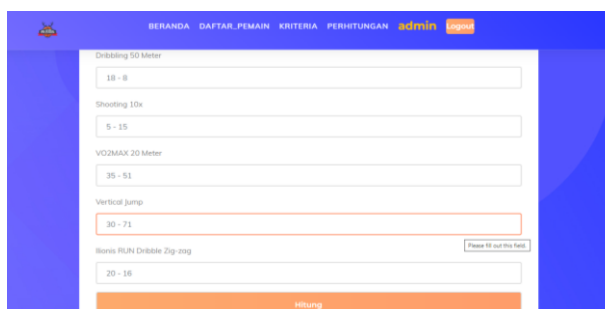 BERANDA DAFTAR_PEMAIN KRITERIA PERHITUNGAN admin Logout
Dribbling 50 Meter
18 - 8
Shooting 10x
5 - 15
VO2MAX 20 Meter
35 - 51
Vertical Jump
30 - 71
Please fill out this field.
Ilionis RUN Dribble Zig-zag
20 - 16
Hitung